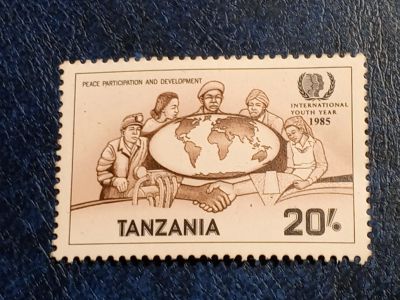 PEACE PARTICIPATION AND DEVELOPMENT
INTERNATIONAL
YOUTH YEAR
1985
TANZANIA 20/-